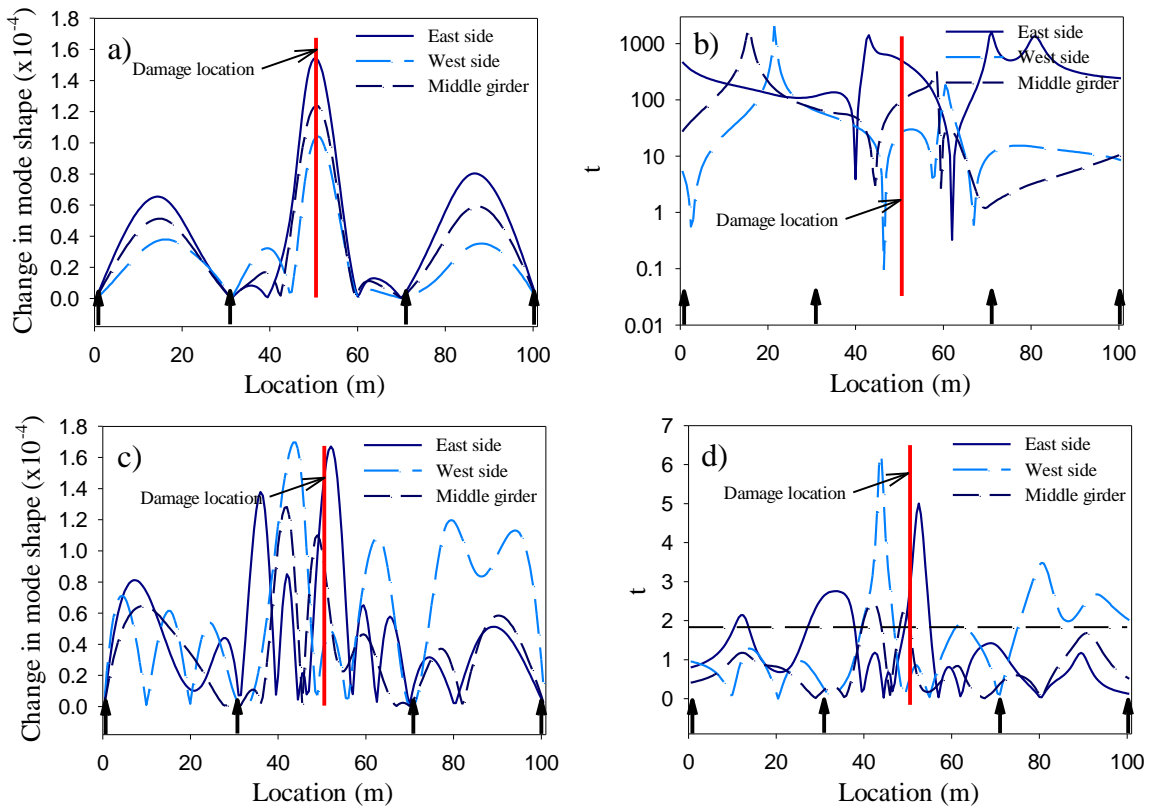 a)
Change in mode shape (x10-4)
1.8
1.6
1.4
1.2
1.0
0.8
0.6
0.4
0.2
0.0
Damage location
East side
West side
Middle girder
0 20 40 60 80 100
Location (m)
b)
t
1000
100
10
1
0.1
0.01
Damage location
East side
West side
Middle girder
0 20 40 60 80 100
Location (m)
c)
Change in mode shape (x10-4)
1.8
1.6
1.4
1.2
1.0
0.8
0.6
0.4
0.2
0.0
Damage location
East side
West side
Middle girder
0 20 40 60 80 100
Location (m)
d)
t
7
6
5
4
3
2
1
0
Damage location
East side
West side
Middle girder
0 20 40 60 80 100
Location (m)